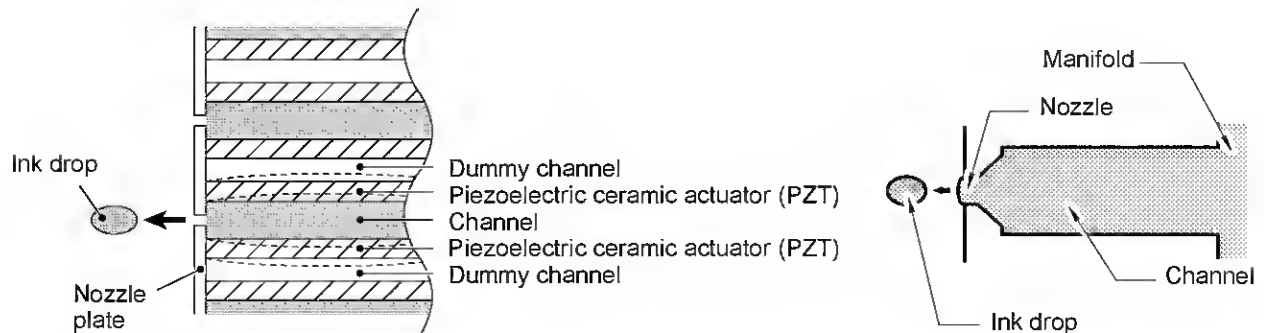 Ink drop
Nozzle
plate
Dummy channel
Piezoelectric ceramic actuator (PZT)
Channel
Piezoelectric ceramic actuator (PZT)
Dummy channel
Manifold
Nozzle
Channel
Ink drop